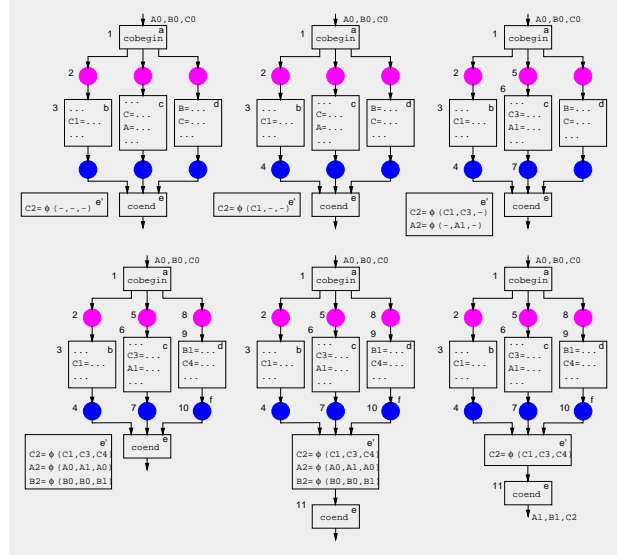 A0,B0,C0
1
cobegin
a
2
3
...
b
C1=...
...
...
c
C=...
A=...
...
d
B=...
C=...
...
C2= ϕ (-,-,-)
e'
coend
e
A0,B0,C0
1
cobegin
a
2
3
...
b
C1=...
...
4
...
c
C=...
A=...
...
d
B=...
C=...
...
C2= ϕ (C1,-,-)
e'
coend
e
A0,B0,C0
1
cobegin
a
2
3
...
b
C1=...
...
4
5
6
...
c
C3=...
A1=...
...
7
d
B=...
C=...
...
e'
C2= ϕ (C1,C3,-)
A2= ϕ (-,A1,-)
coend
e
A0,B0,C0
1
cobegin
a
2
3
...
b
C1=...
...
4
5
6
...
c
C3=...
A1=...
...
7
8
9
d
B1=...
C4=...
...
10
f
e'
C2= ϕ (C1,C3,C4)
A2= ϕ (A0,A1,A0)
B2= ϕ (B0,B0,B1)
coend
e
A0,B0,C0
1
cobegin
a
2
3
...
b
C1=...
...
4
5
6
...
c
C3=...
A1=...
...
7
8
9
d
B1=...
C4=...
...
10
f
e'
C2= ϕ (C1,C3,C4)
A2= ϕ (A0,A1,A0)
B2= ϕ (B0,B0,B1)
11
coend
e
A0,B0,C0
1
cobegin
a
2
3
...
b
C1=...
...
4
5
6
...
c
C3=...
A1=...
...
7
8
9
d
B1=...
C4=...
...
10
f
e'
C2= ϕ (C1,C3,C4)
11
coend
e
A1,B1,C2